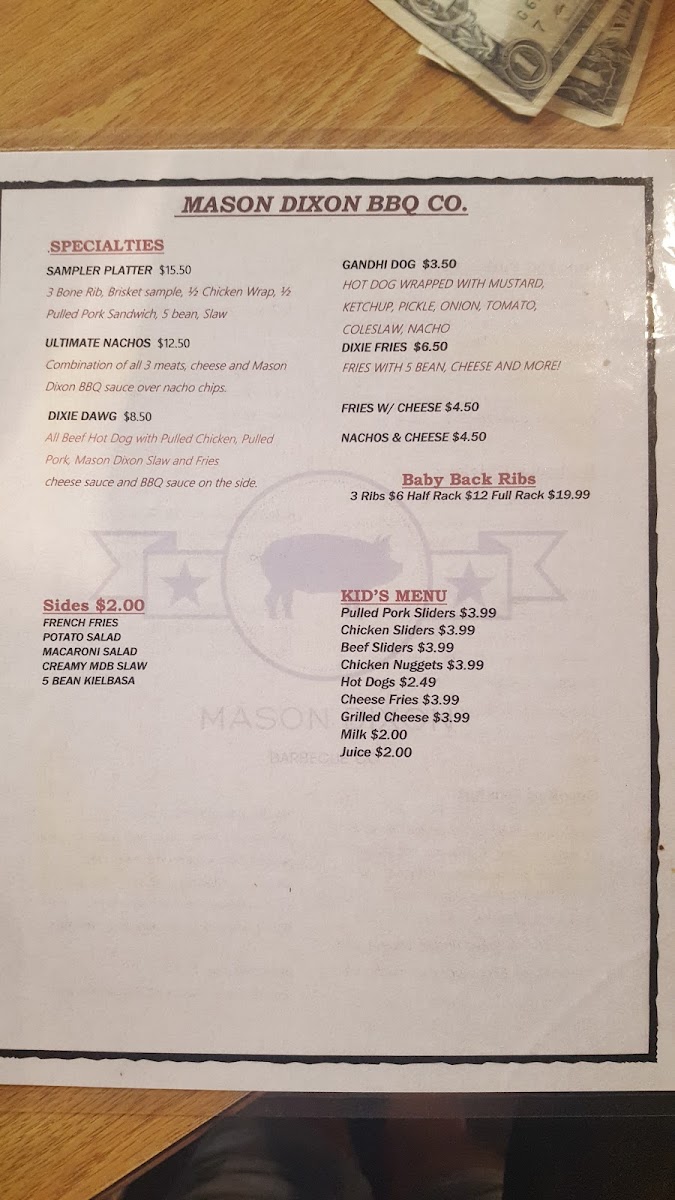 MASON DIXON BBQ CO.
SPECIALTIES
SAMPLER PLATTER $15.50
3 Bone Rib, Brisket sample, ½ Chicken Wrap, ½
Pulled Pork Sandwich, 5 bean, Slaw
ULTIMATE NACHOS $12.50
Combination of all 3 meats, cheese and Mason
Dixon BBQ sauce over nacho chips.
DIXIE DAWG $8.50
All Beef Hot Dog with Pulled Chicken, Pulled
Pork, Mason Dixon Slaw and Fries
cheese sauce and BBQ sauce on the side.
GANDHI DOG $3.50
HOT DOG WRAPPED WITH MUSTARD,
KETCHUP, PICKLE, ONION, TOMATO,
COLESLAW, NACHO
DIXIE FRIES $6.50
FRIES WITH 5 BEAN, CHEESE AND MORE!
FRIES W/ CHEESE $4.50
NACHOS & CHEESE $4.50
Baby Back Ribs
3 Ribs $6 Half Rack $12 Full Rack $19.99
Sides $2.00
FRENCH FRIES
POTATO SALAD
MACARONI SALAD
CREAMY MDB SLAW
5 BEAN KIELBASA
KID'S MENU
Pulled Pork Sliders $3.99
Chicken Sliders $3.99
Beef Sliders $3.99
Chicken Nuggets $3.99
Hot Dogs $2.49
Cheese Fries $3.99
Grilled Cheese $3.99
Milk $2.00
Juice $2.00
MASON DIXON
BARBECUE CO